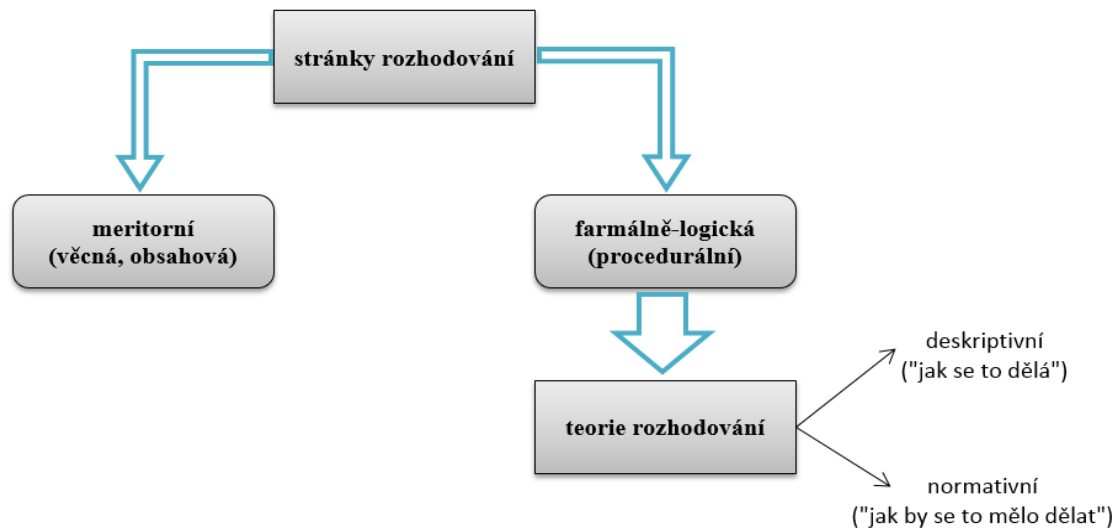 stránky rozhodování
meritorní
(věcná, obsahová)
farmálně-logická
(procedurální)
deskriptivní
("jak se to dělá")
teorie rozhodování
normativní
("jak by se to mělo dělat")